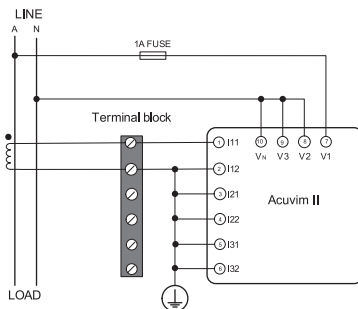 LINE
A N
1A FUSE
Terminal block
10 9 8 7
VN V3 V2 V1
1 I11
2 I12
3 I21
4 I22
5 I31
6 I32
Acuvim II
LOAD